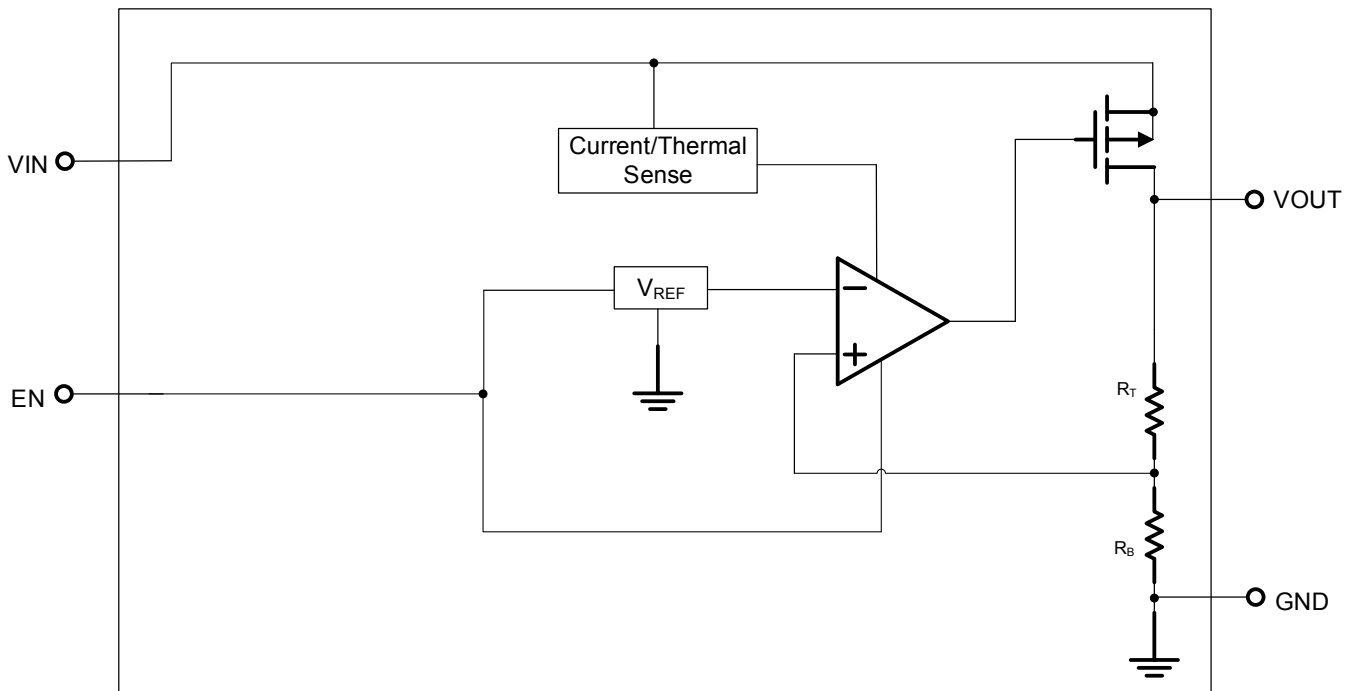 Current/Thermal
Sense
VIN
VOUT
VREF
−
+
EN
RT
RB
GND